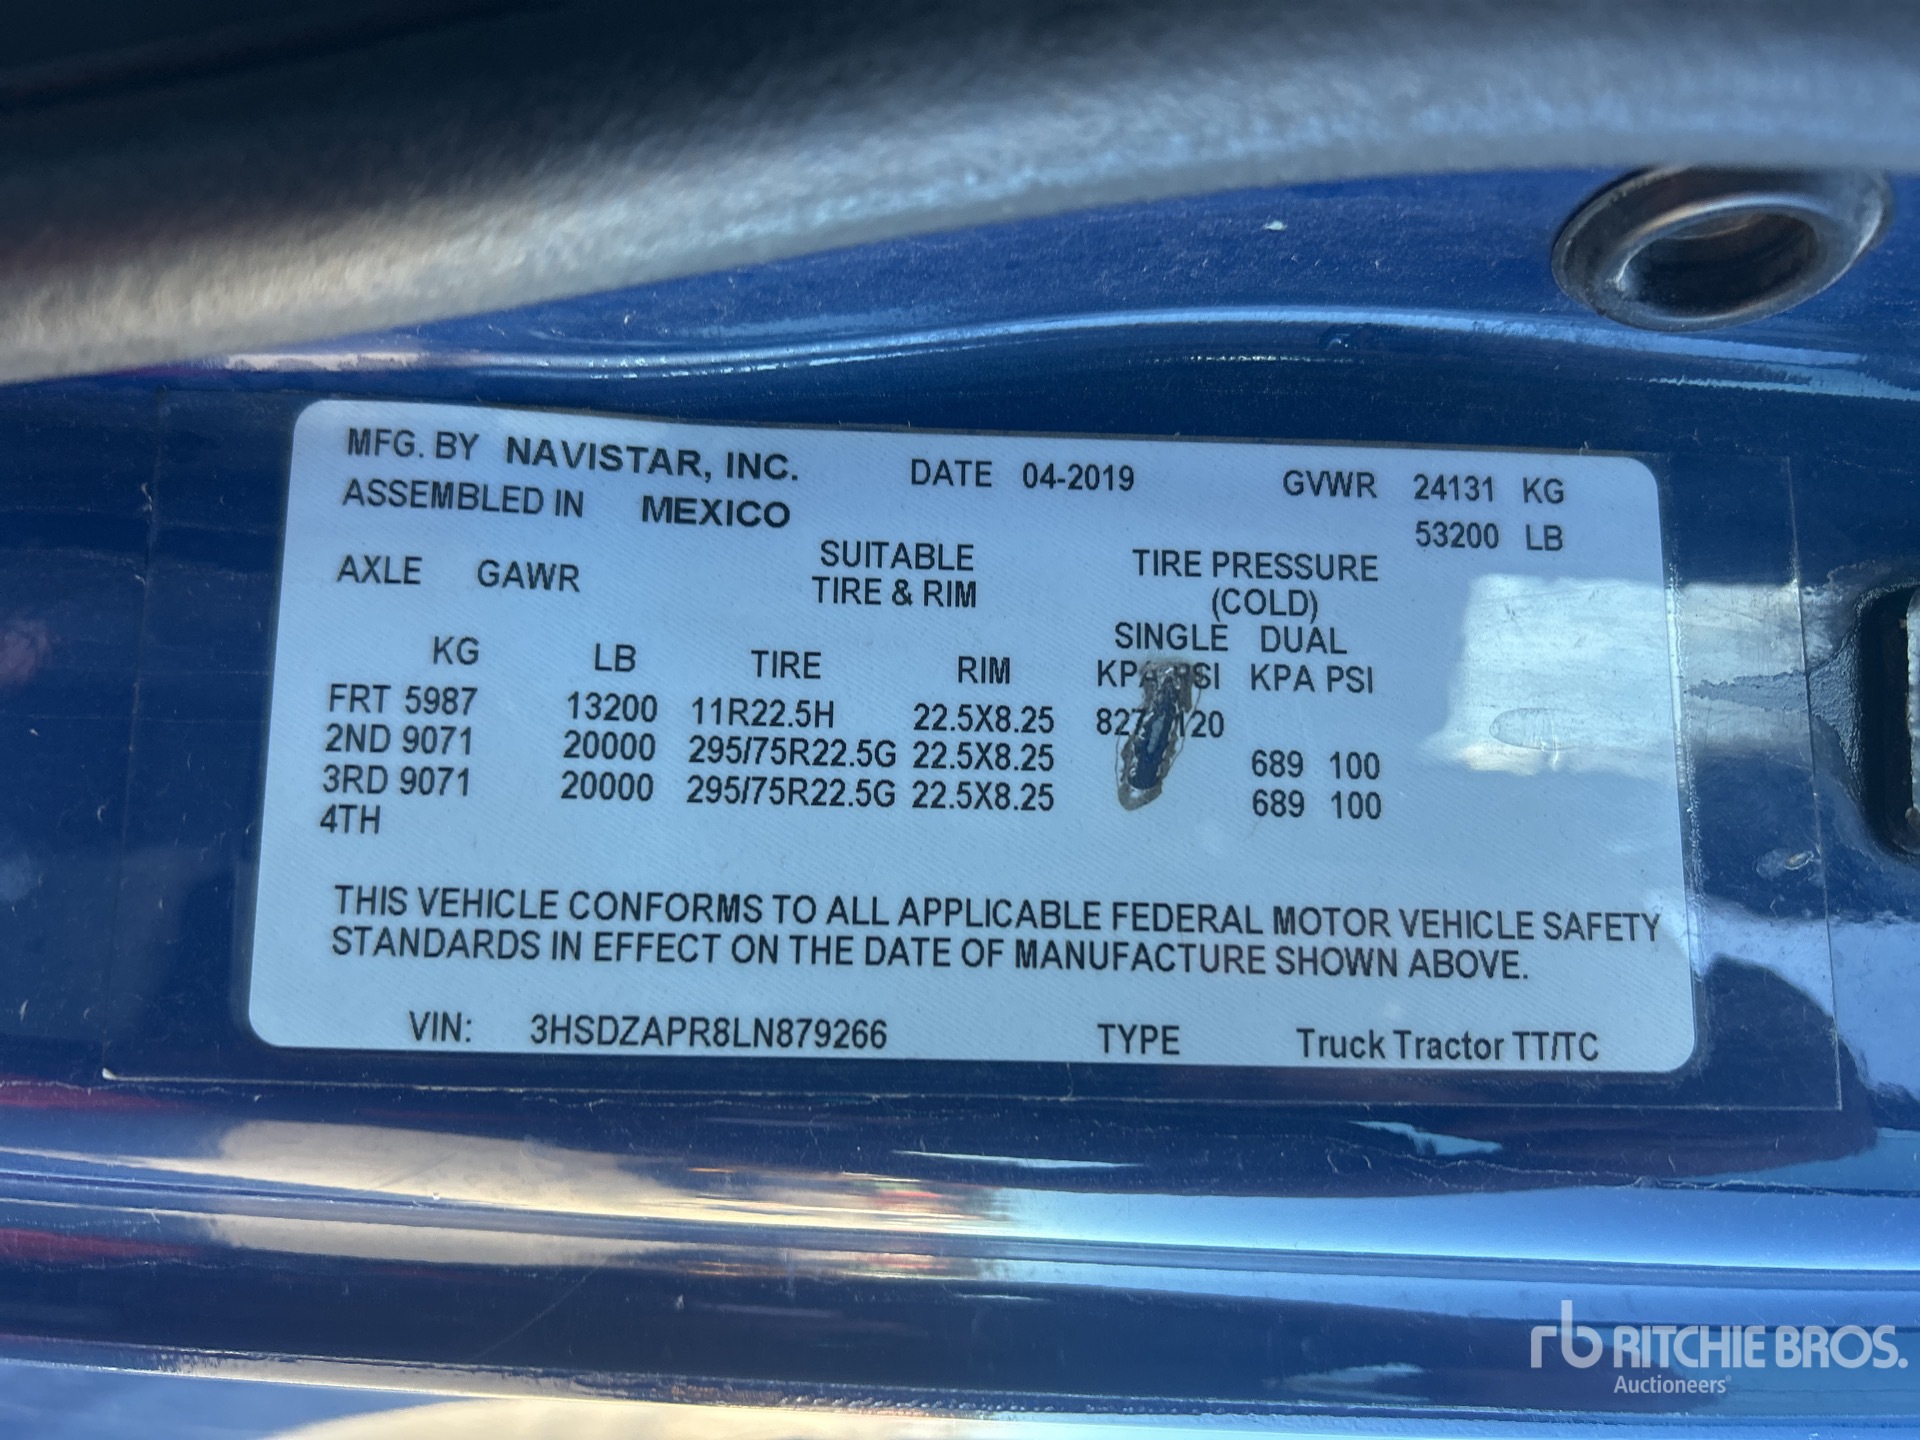 MFG. BY NAVISTAR, INC. DATE 04-2019 GVWR 24131 KG
ASSEMBLED IN MEXICO 53200 LB
AXLE GAWR SUITABLE TIRE PRESSURE
TIRE & RIM (COLD)
SINGLE DUAL
KG LB TIRE RIM KPA PSI KPA PSI
FRT 5987 13200 11R22.5H 22.5X8.25 827 120
2ND 9071 20000 295/75R22.5G 22.5X8.25 689 100
3RD 9071 20000 295/75R22.5G 22.5X8.25 689 100
4TH
THIS VEHICLE CONFORMS TO ALL APPLICABLE FEDERAL MOTOR VEHICLE SAFETY
STANDARDS IN EFFECT ON THE DATE OF MANUFACTURE SHOWN ABOVE.
VIN: 3HSDZAPR8LN879266 TYPE Truck Tractor TT/TC
rb RITCHIE BROS.
Auctioneers